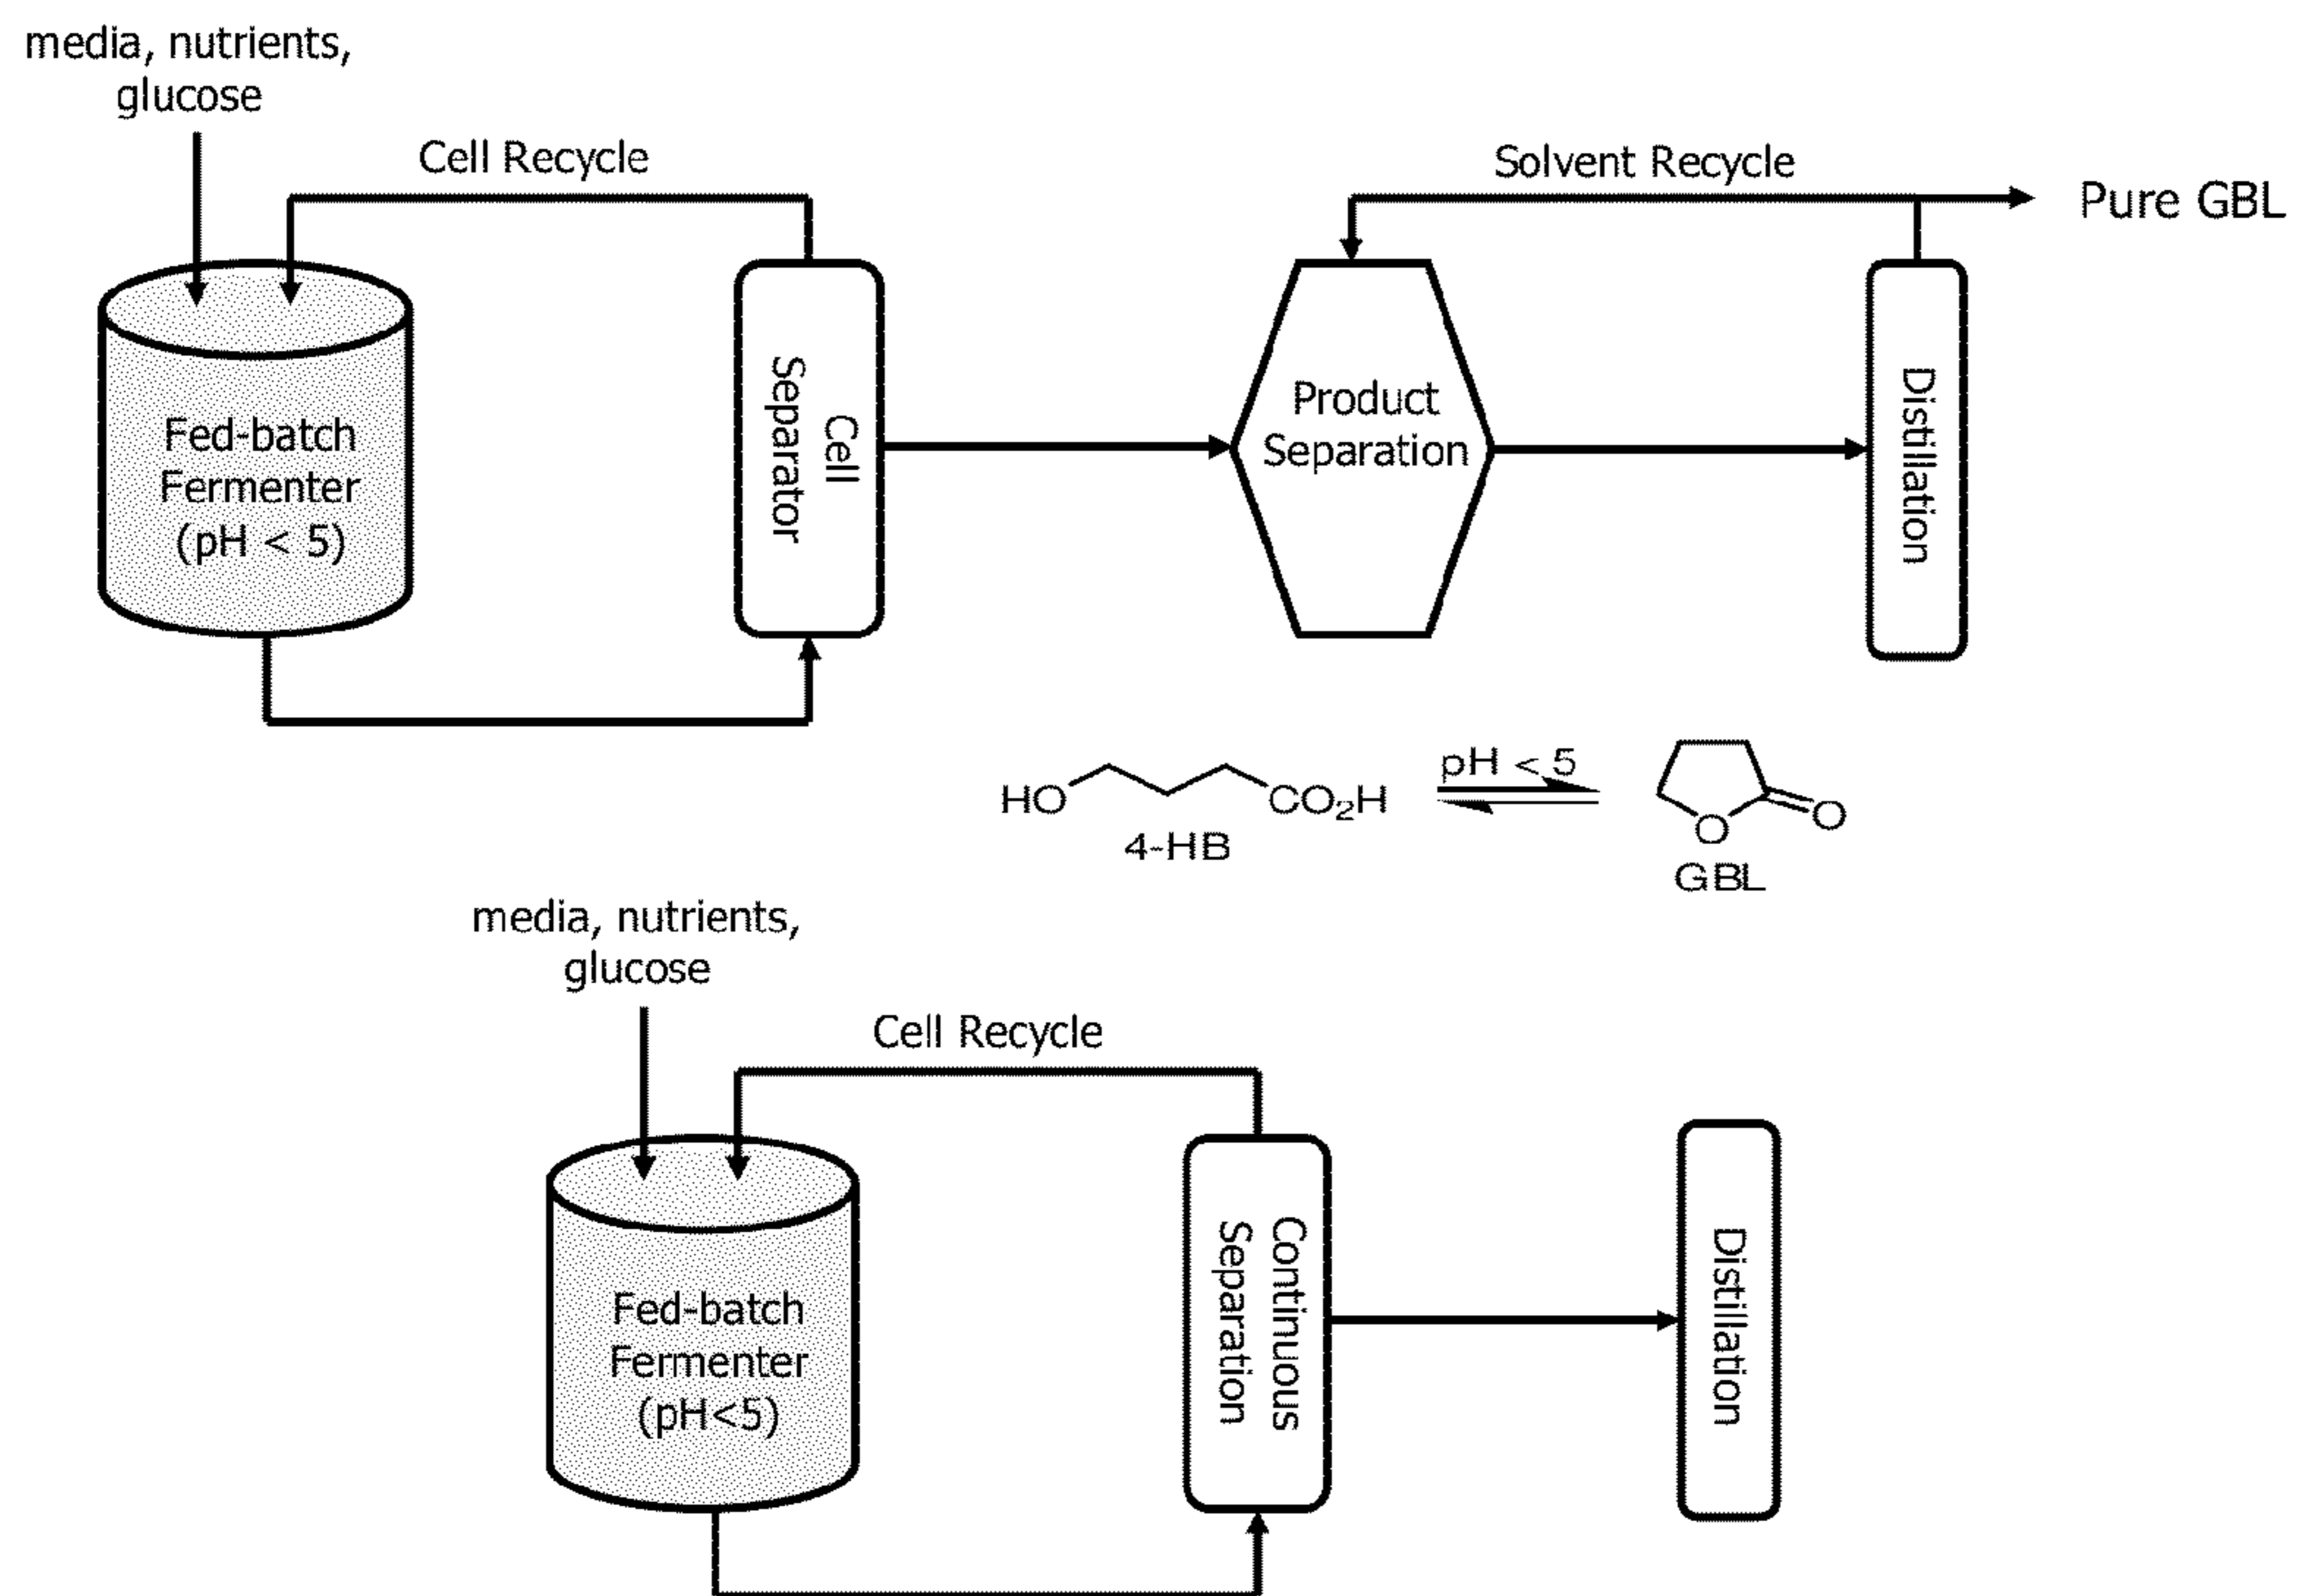 media, nutrients,
glucose
Cell Recycle
Solvent Recycle
Pure GBL
Fed-batch
Fermenter
(pH < 5)
Cell
Separator
Product
Separation
Distillation
HO
CO₂H
4-HB
pH < 5
O
O
GBL
media, nutrients,
glucose
Cell Recycle
Fed-batch
Fermenter
(pH<5)
Continuous
Separation
Distillation